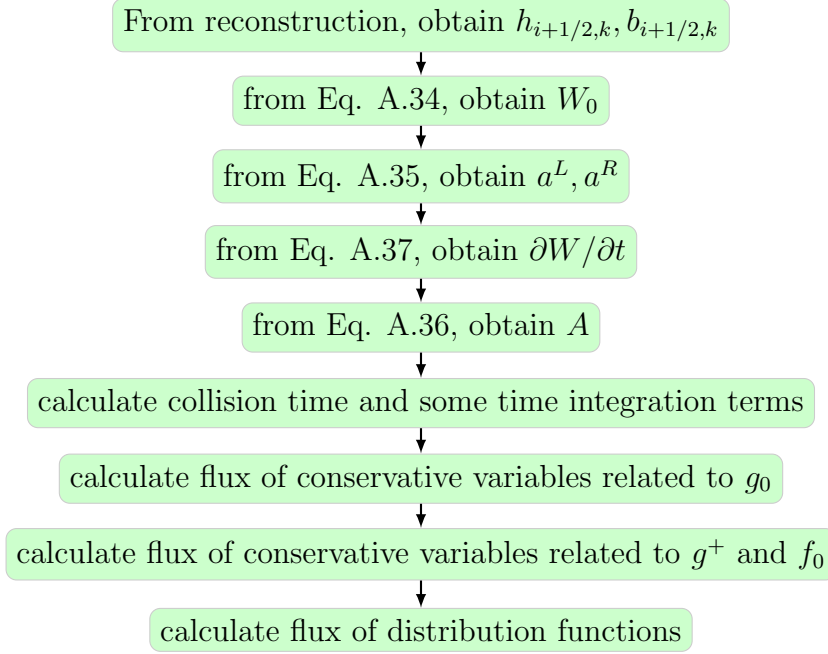 From reconstruction, obtain $h_{i+1/2,k}, b_{i+1/2,k}$
from Eq. A.34, obtain $W_0$
from Eq. A.35, obtain $a^L, a^R$
from Eq. A.37, obtain $\partial W/\partial t$
from Eq. A.36, obtain $A$
calculate collision time and some time integration terms
calculate flux of conservative variables related to $g_0$
calculate flux of conservative variables related to $g^+$ and $f_0$
calculate flux of distribution functions